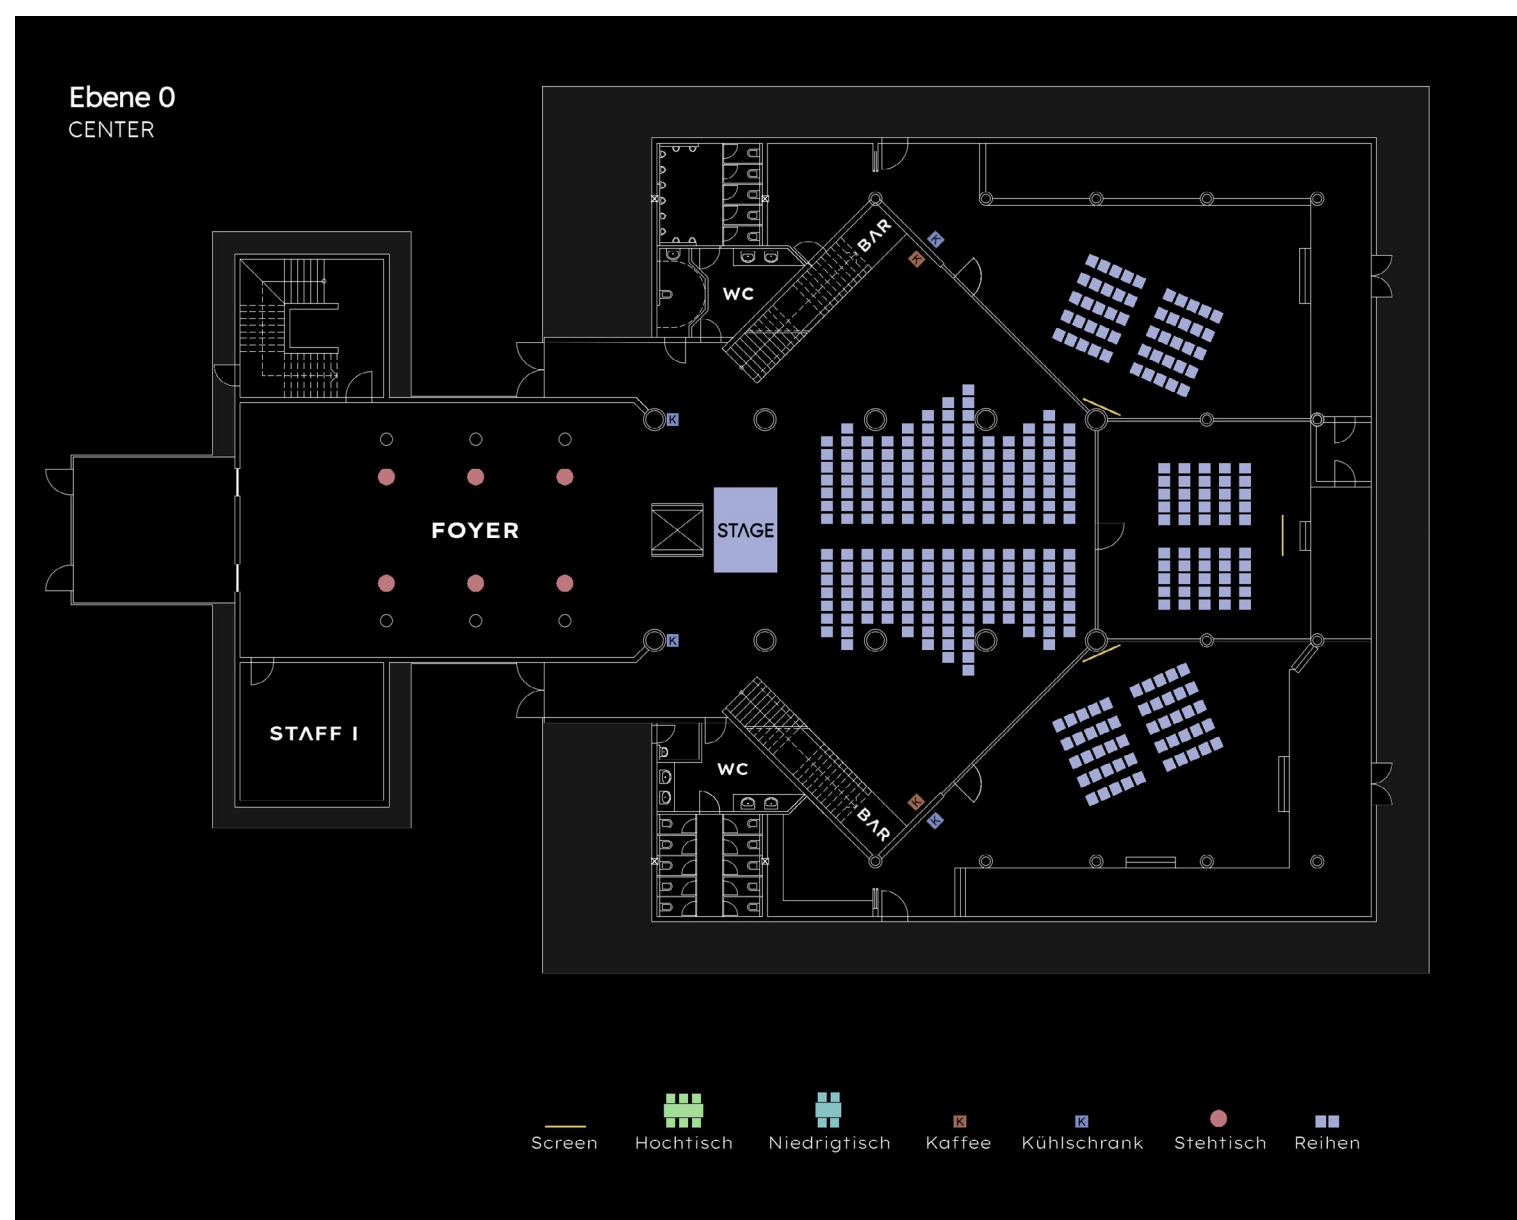 Ebene 0
CENTER
BAR
K
K
WC
K
FOYER
STAGE
K
STAFF I
WC
K
K
BAR
K
K
Screen
Hochtisch
Niedrigtisch
Kaffee
Kühlschrank
Stehtisch
Reihen